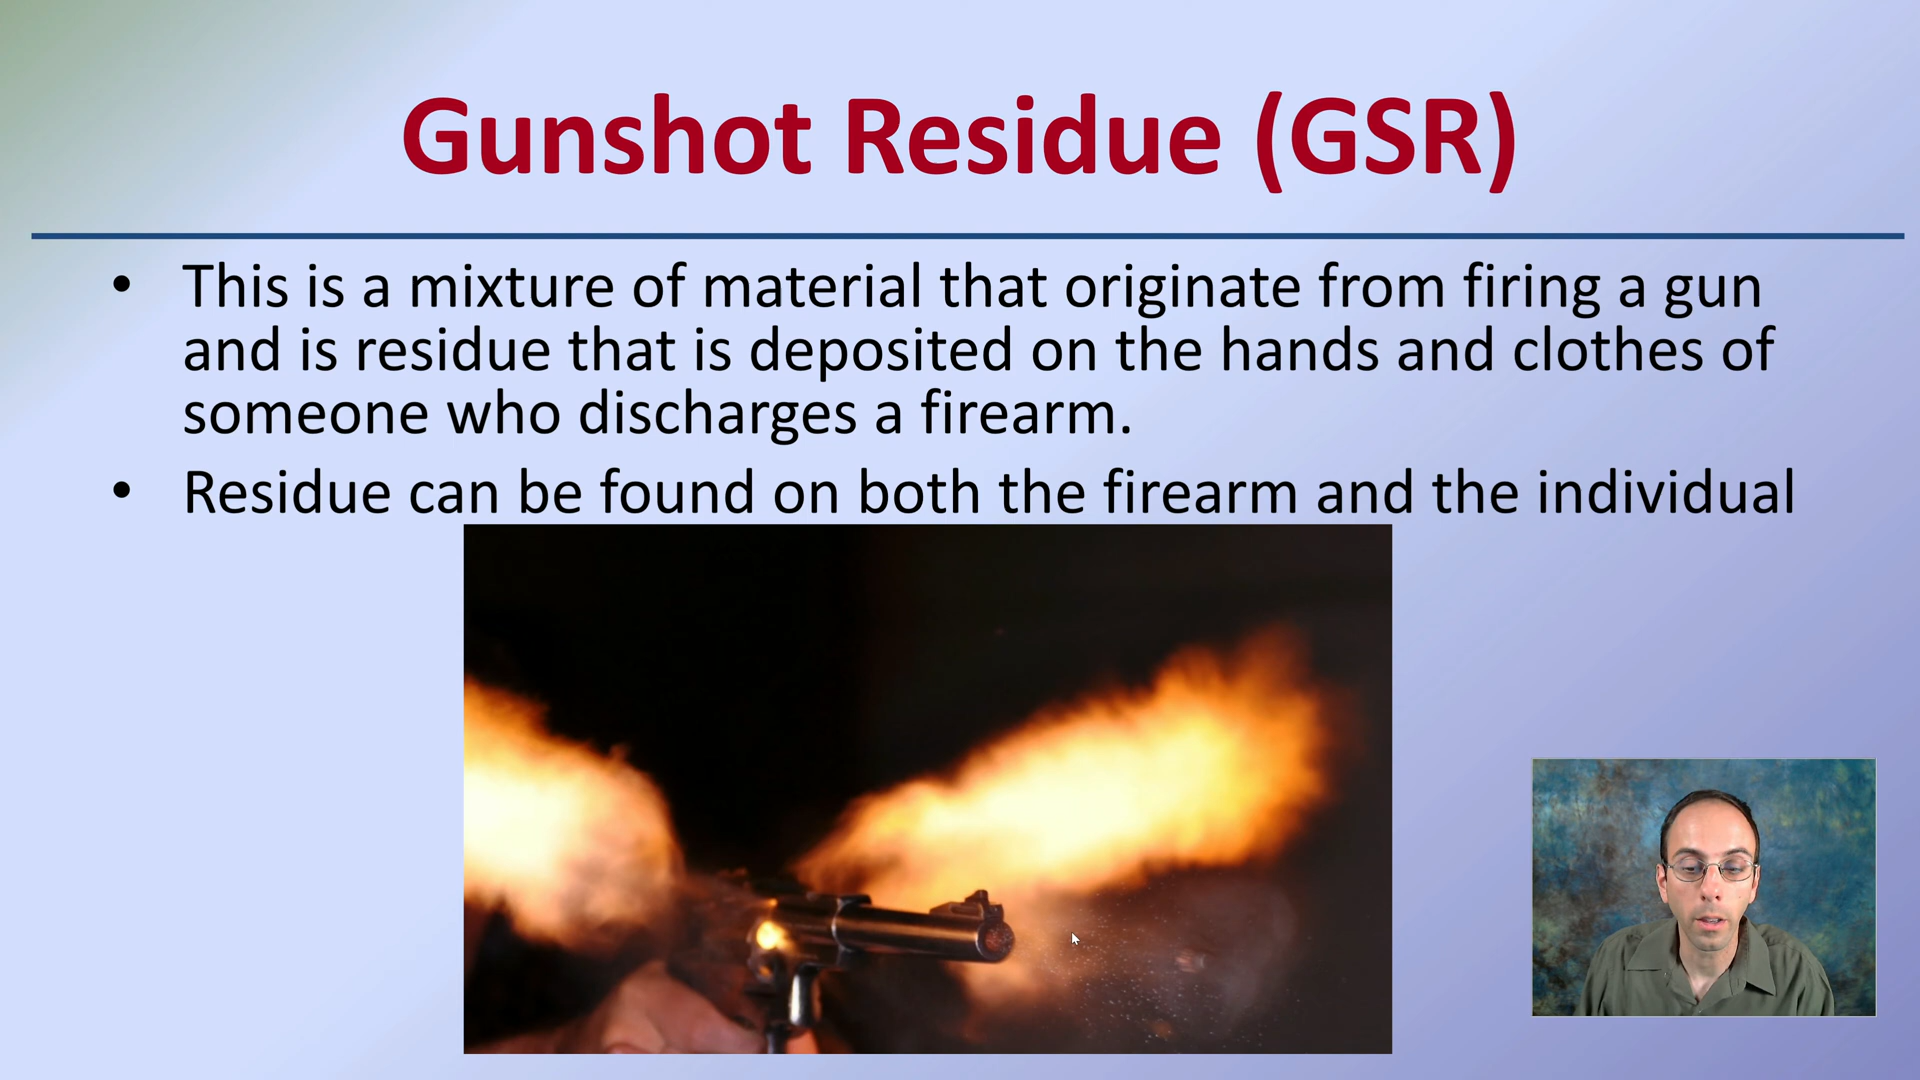 Gunshot Residue (GSR)
• This is a mixture of material that originate from firing a gun
and is residue that is deposited on the hands and clothes of
someone who discharges a firearm.
• Residue can be found on both the firearm and the individual